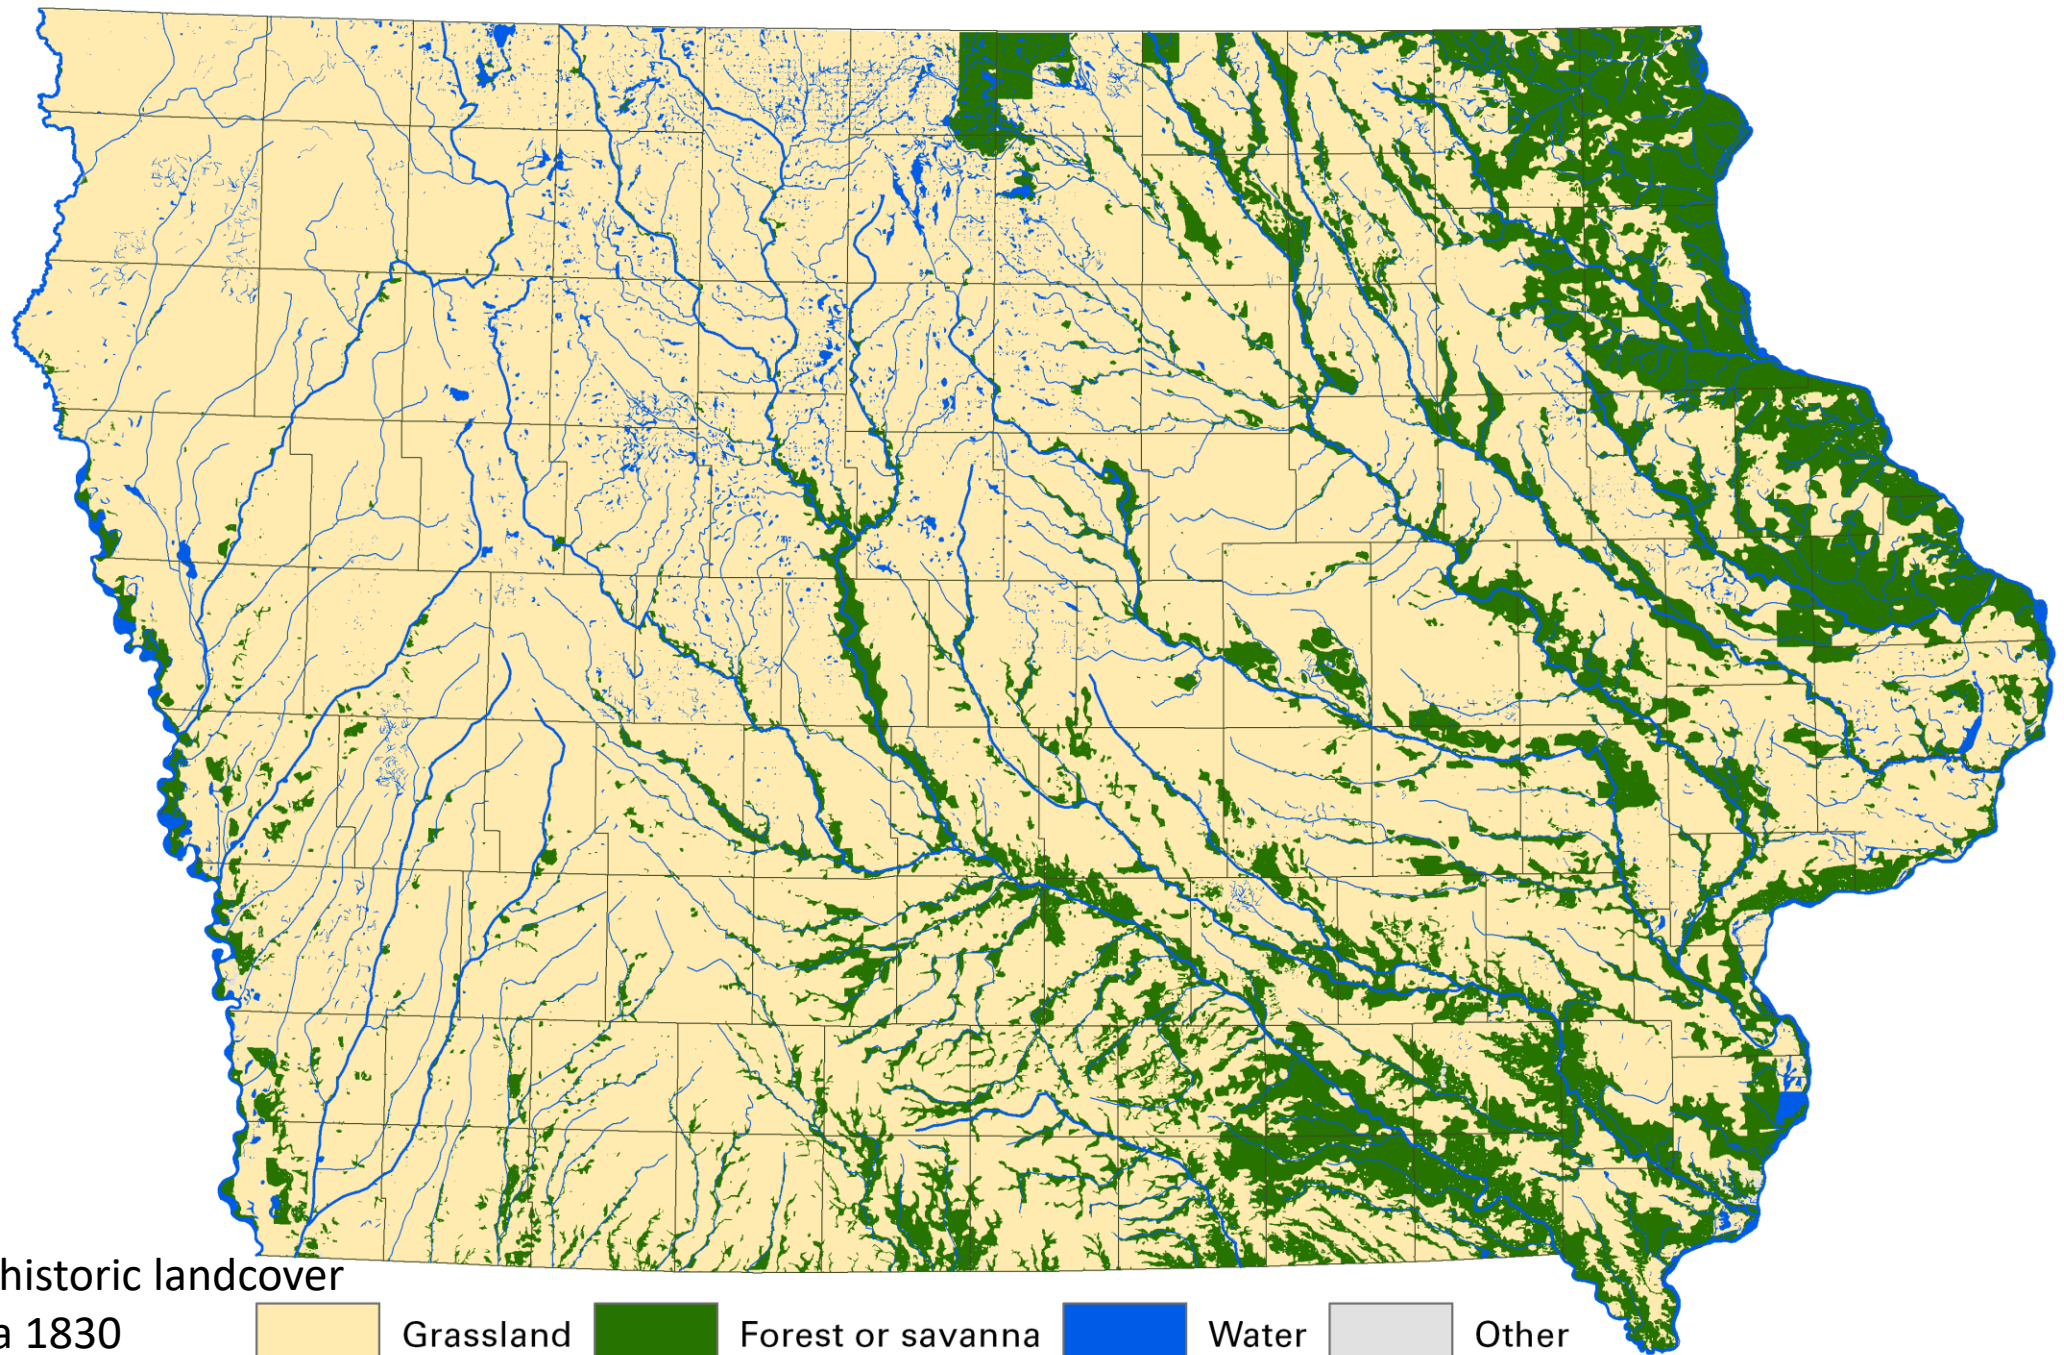 historic landcover
a 1830
Grassland Forest or savanna Water Other